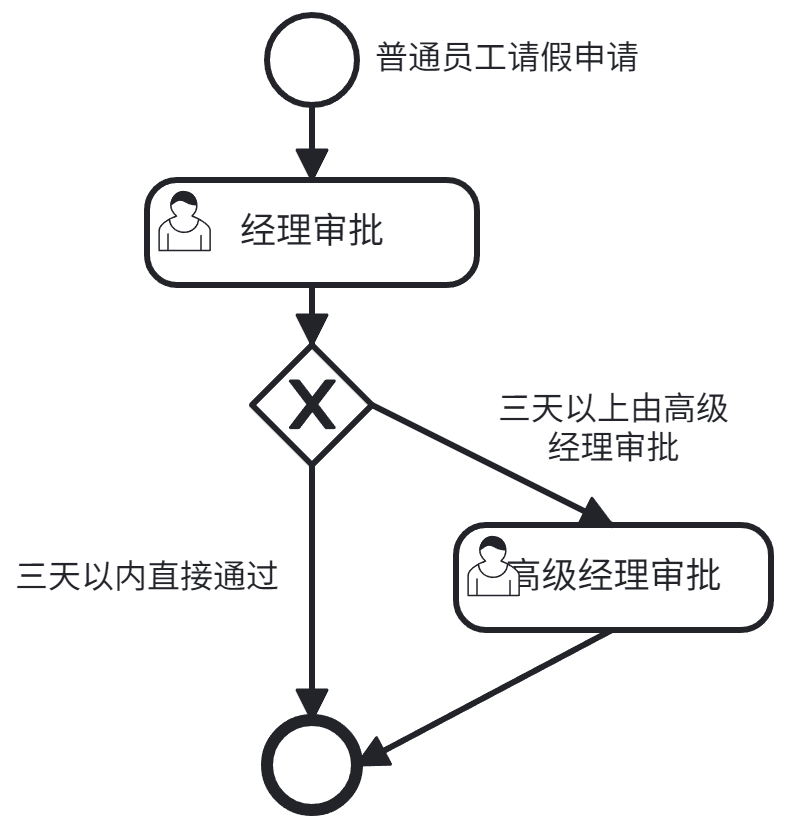 普通员工请假申请
经理审批
X
三天以上由高级
经理审批
三天以内直接通过
高级经理审批